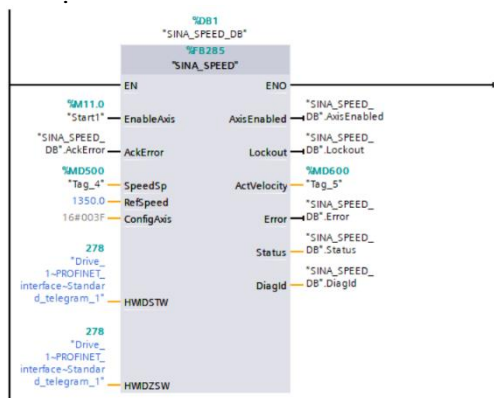 %DB1
"SINA_SPEED_DB"
%FB285
"SINA_SPEED"
EN
ENO
%M11.0
"Start1"
EnableAxis
AxisEnabled
"SINA_SPEED_
DB".AxisEnabled
"SINA_SPEED_
DB".AckError
AckError
Lockout
"SINA_SPEED_
DB".Lockout
%MD500
"Tag_4"
SpeedSp
ActVelocity
%MD600
"Tag_5"
1350.0
RefSpeed
16#003F
ConfigAxis
Error
"SINA_SPEED_
DB".Error
Status
"SINA_SPEED_
DB".Status
DiagId
"SINA_SPEED_
DB".DiagId
278
"Drive_
1~PROFINET_
interface~Standar
d_telegram_1"
HWIDSTW
278
"Drive_
1~PROFINET_
interface~Standar
d_telegram_1"
HWIDZSW